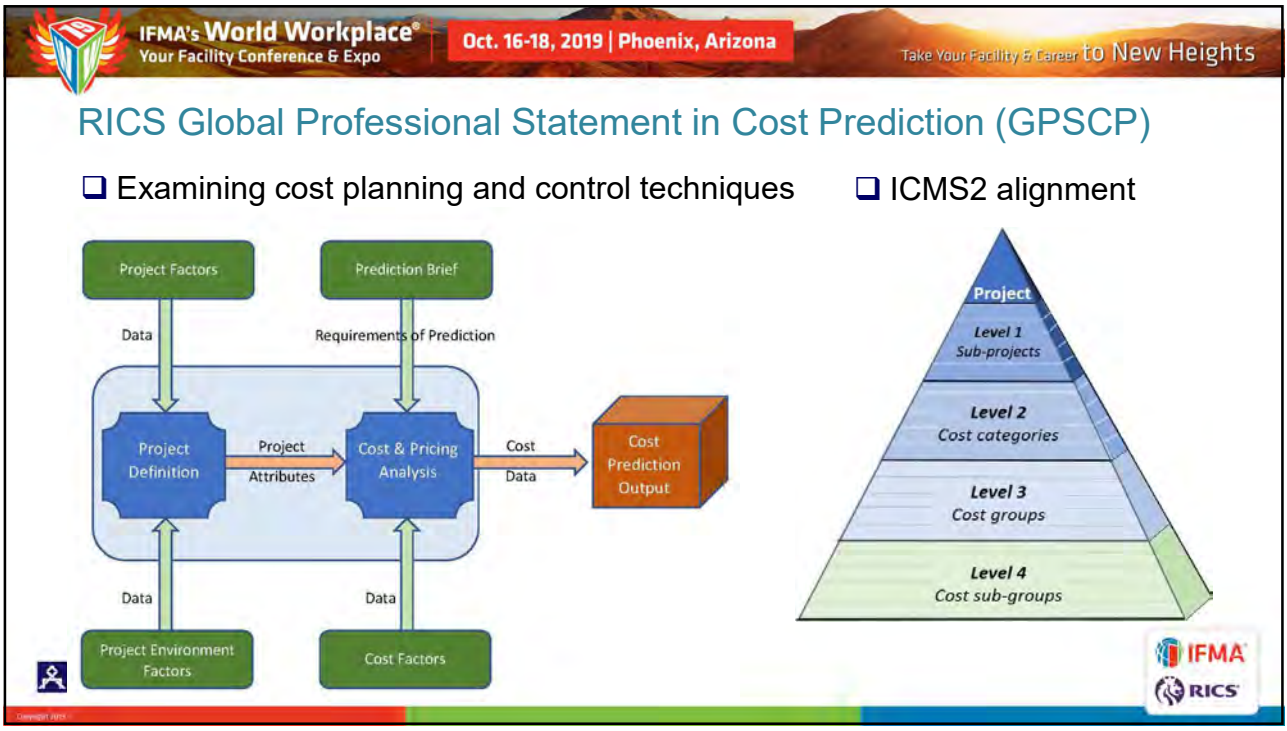 IFMA's World Workplace®
Your Facility Conference & Expo
Oct. 16-18, 2019 | Phoenix, Arizona
Take Your Facility & Career to New Heights
19
RICS Global Professional Statement in Cost Prediction (GPSCP)
Examining cost planning and control techniques
ICMS2 alignment
Project Factors
Prediction Brief
Data
Requirements of Prediction
Project
Definition
Project
Attributes
Cost & Pricing
Analysis
Cost
Data
Cost
Prediction
Output
Data
Data
Project Environment
Factors
Cost Factors
Project
Level 1
Sub-projects
Level 2
Cost categories
Level 3
Cost groups
Level 4
Cost sub-groups
IFMA
RICS
Copyright 2019